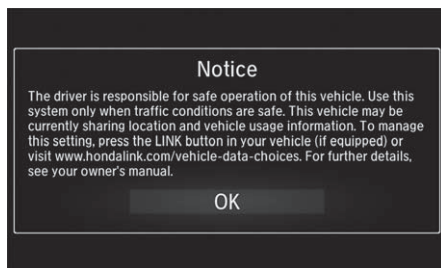 Notice
The driver is responsible for safe operation of this vehicle. Use this
system only when traffic conditions are safe. This vehicle may be
currently sharing location and vehicle usage information. To manage
this setting, press the LINK button in your vehicle (if equipped) or
visit www.hondalink.com/vehicle-data-choices. For further details,
see your owner's manual.
OK